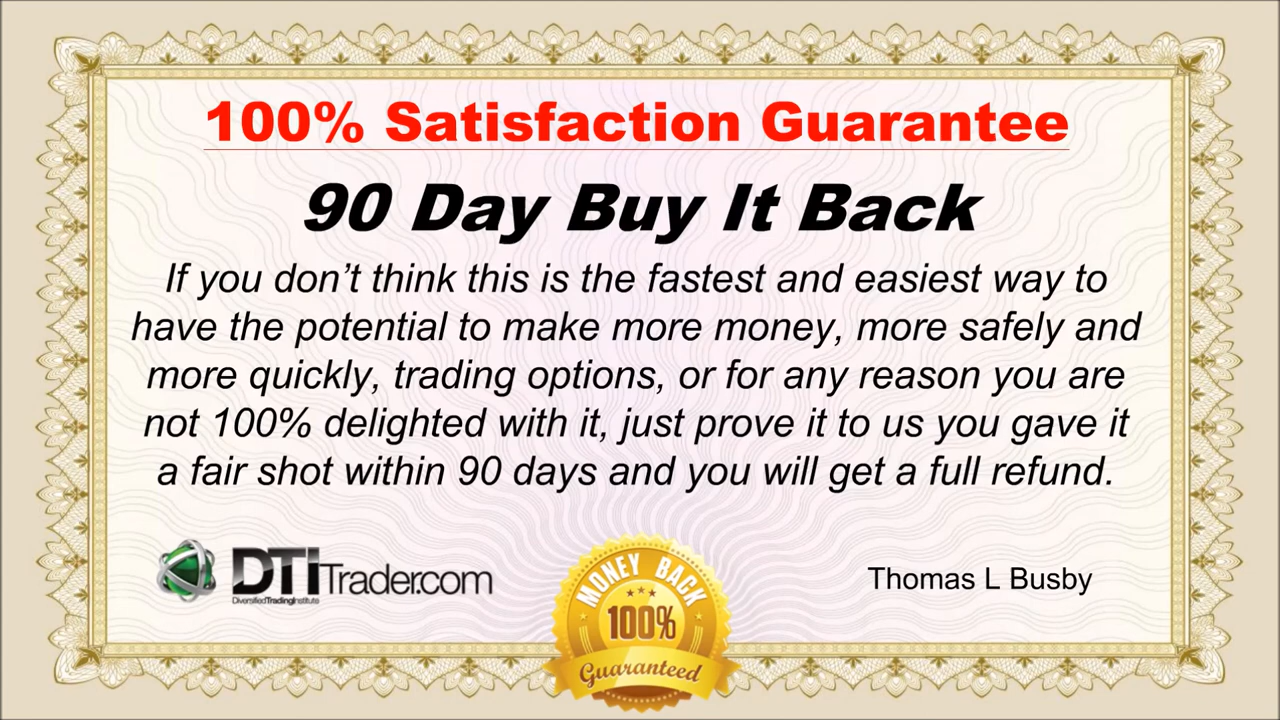 100% Satisfaction Guarantee
90 Day Buy It Back
If you don’t think this is the fastest and easiest way to
have the potential to make more money, more safely and
more quickly, trading options, or for any reason you are
not 100% delighted with it, just prove it to us you gave it
a fair shot within 90 days and you will get a full refund.
DTITrader.com
DiversifiedTradingInstitute
MONEY BACK
100%
Guaranteed
Thomas L Busby